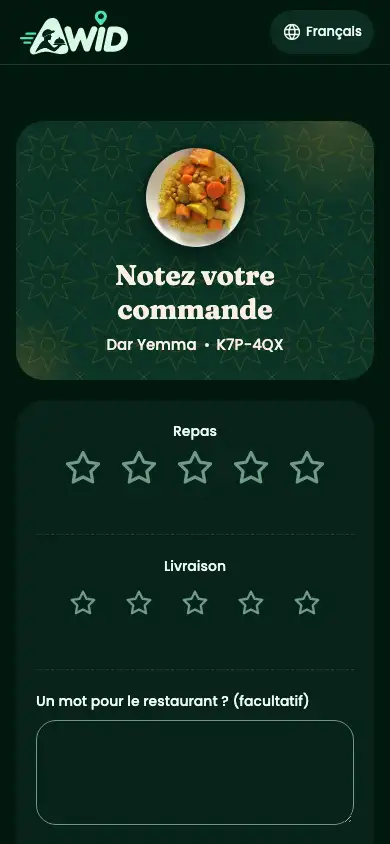 AWID
Français
Notez votre
commande
Dar Yemma • K7P-4QX
Repas
Livraison
Un mot pour le restaurant ? (facultatif)